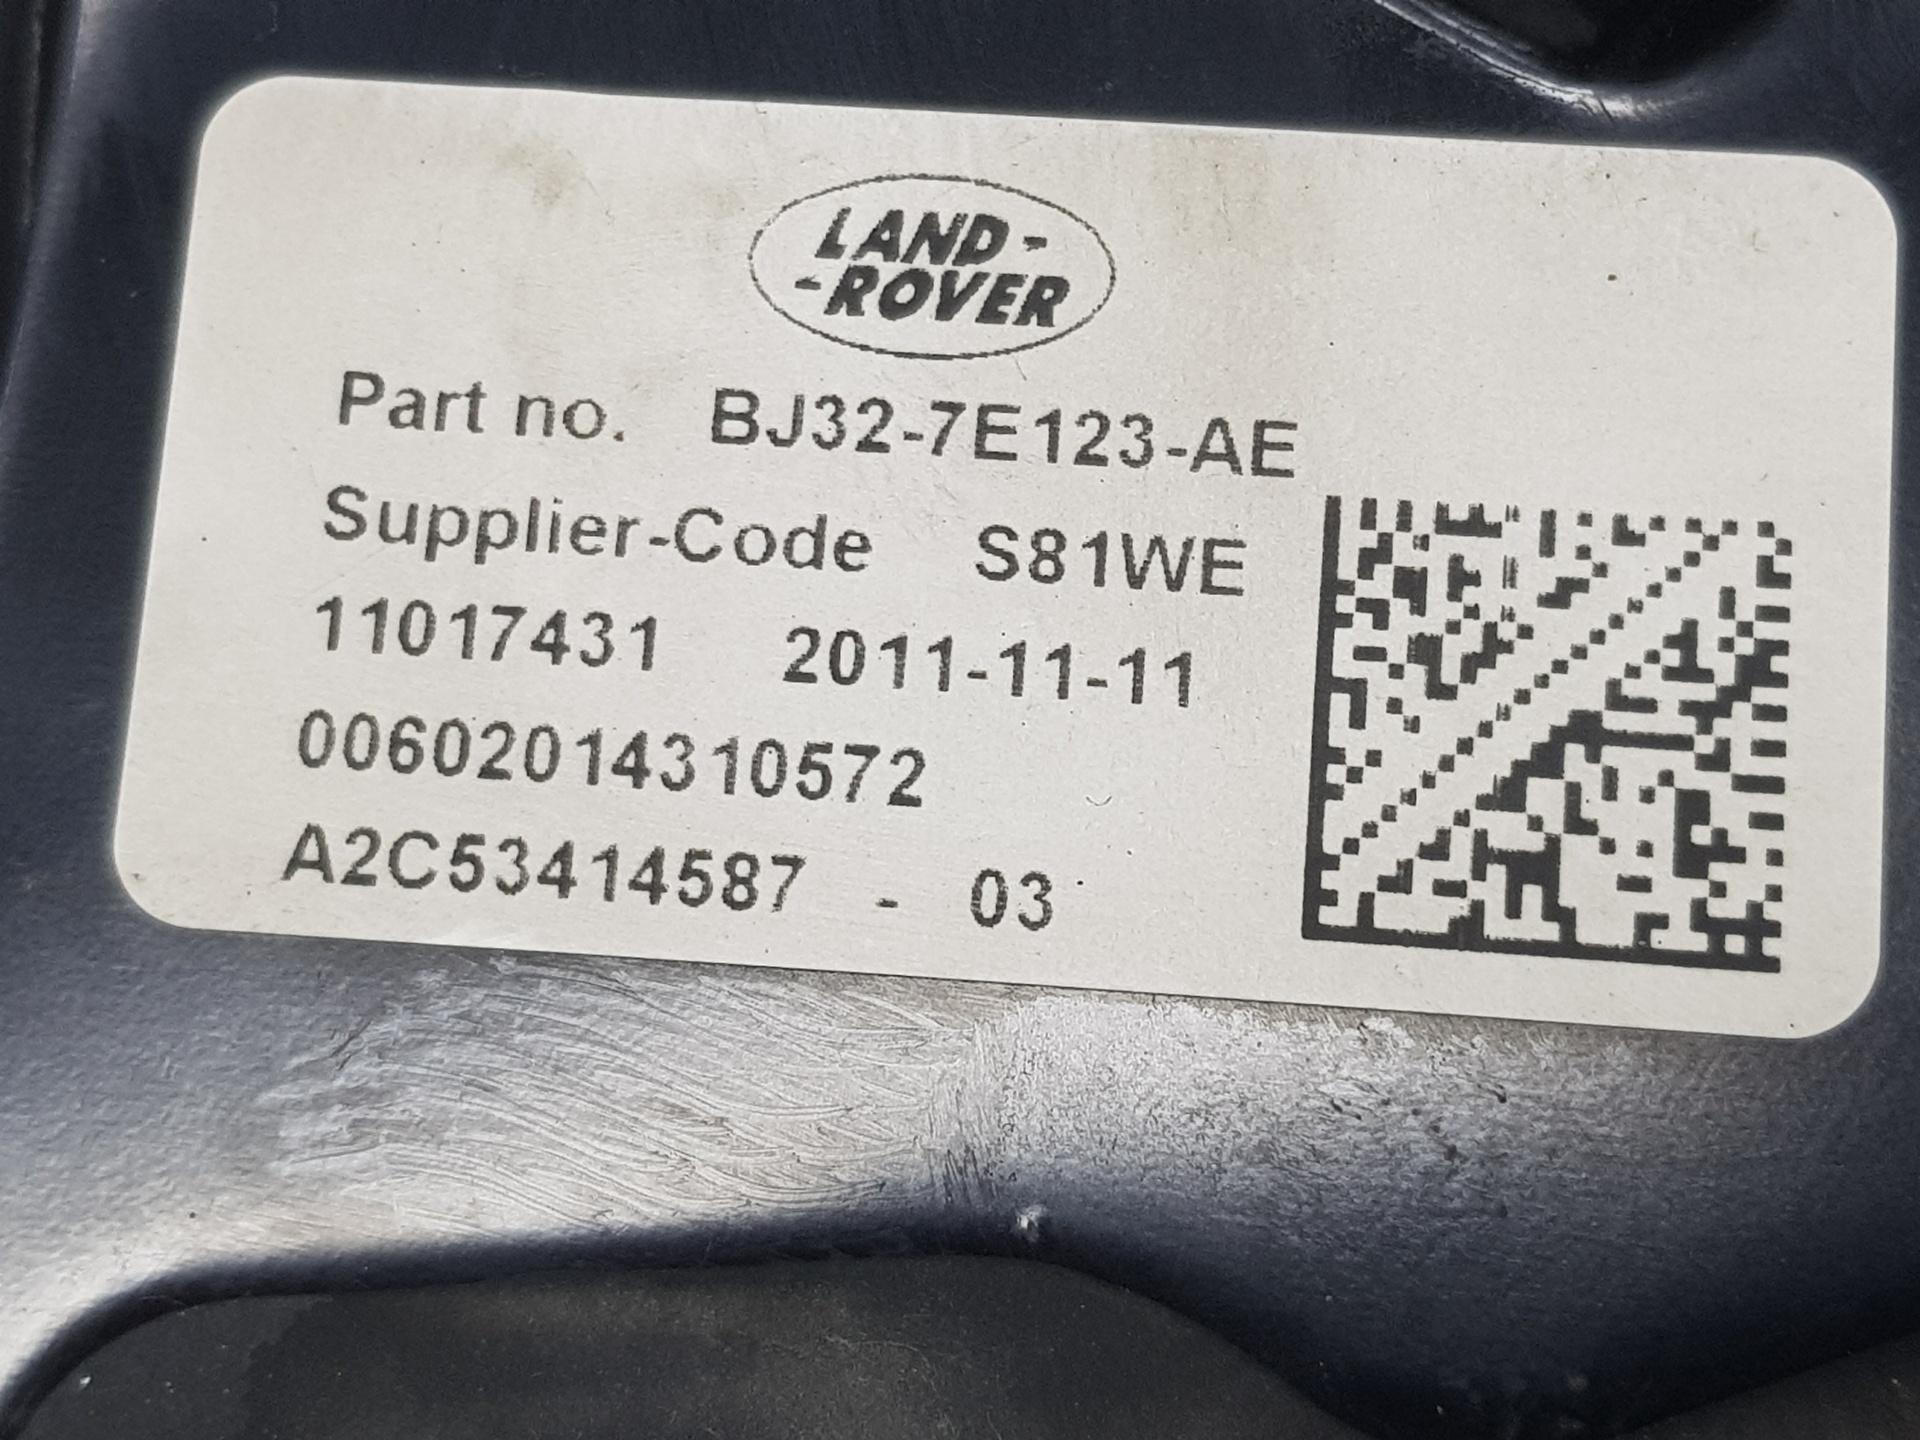 LAND-
-ROVER
Part no. BJ32-7E123-AE
Supplier-Code S81WE
11017431 2011-11-11
00602014310572
A2C53414587 - 03